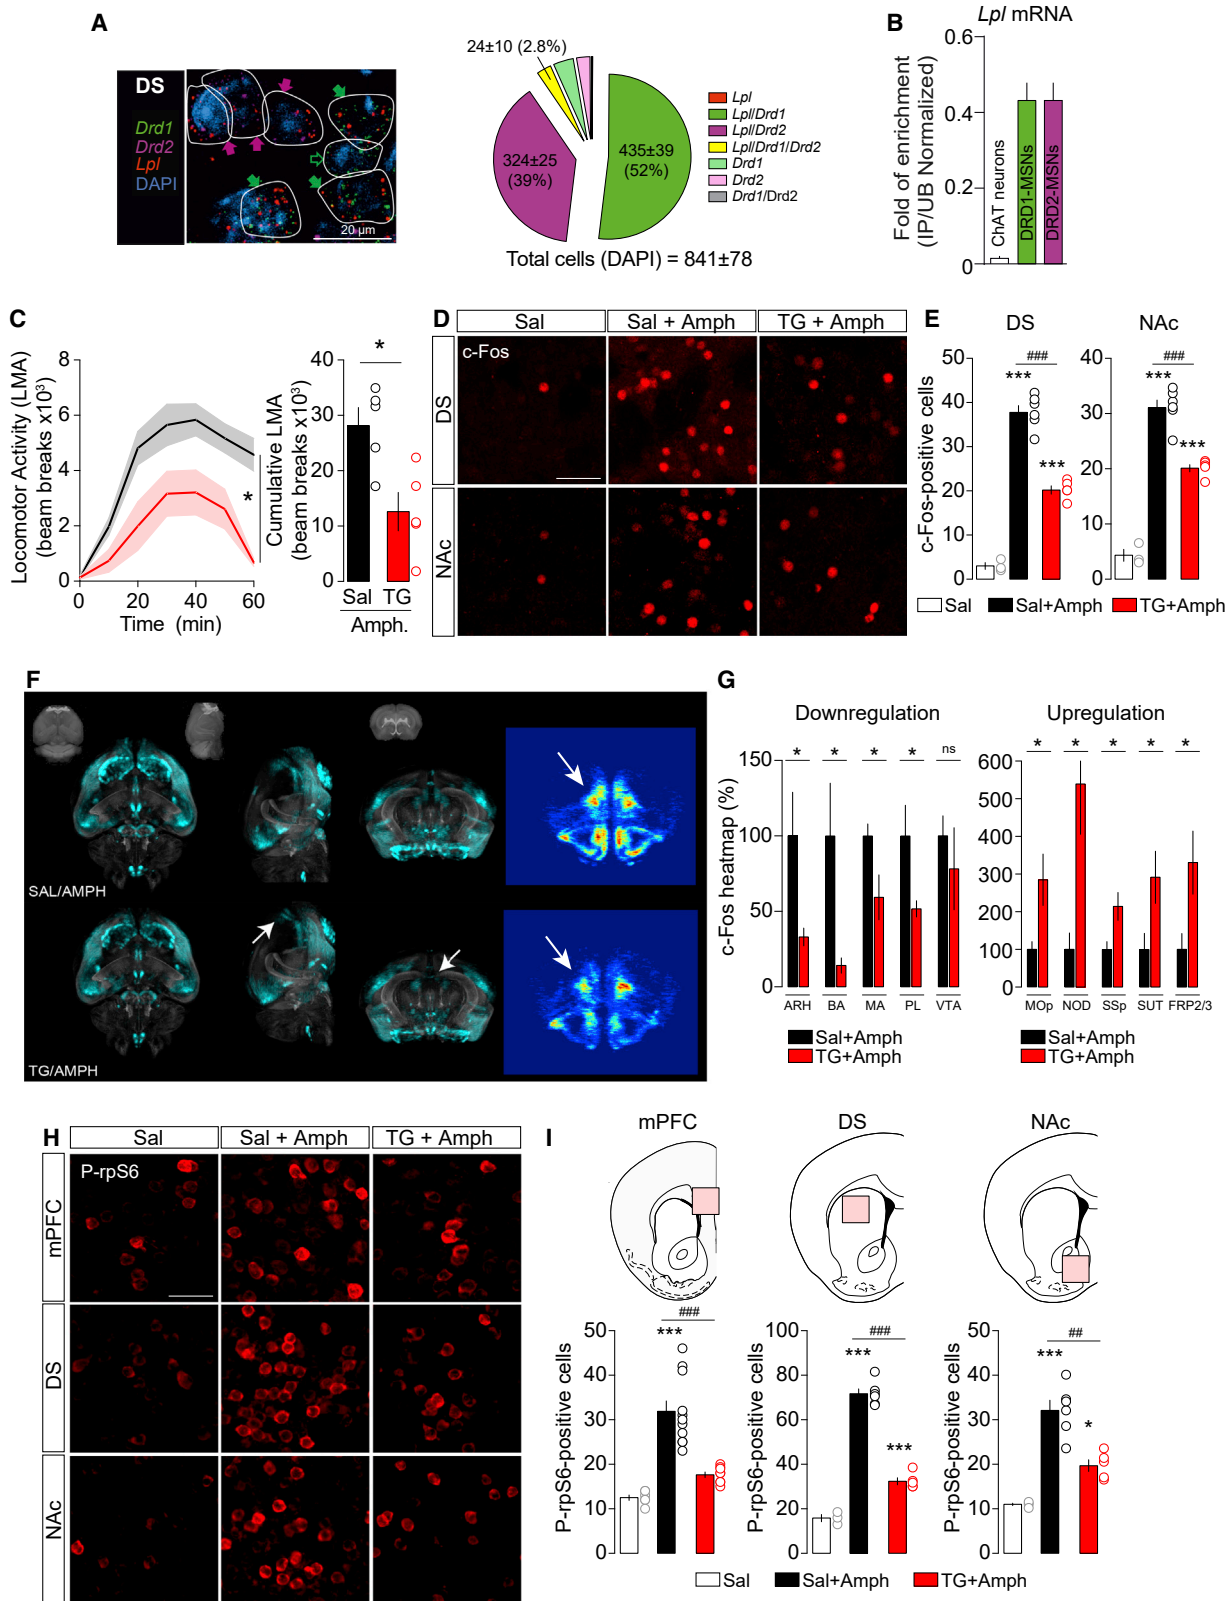 A
DS
Drd1
Drd2
Lpl
DAPI
20 µm
24±10 (2.8%)
324±25
(39%)
435±39
(52%)
Lpl
Lpl/Drd1
Lpl/Drd2
Lpl/Drd1/Drd2
Drd1
Drd2
Drd1/Drd2
Total cells (DAPI) = 841±78
B
Lpl mRNA
Fold of enrichment
(IP/UB Normalized)
0.6
0.4
0.2
0
ChAT neurons
DRD1-MSNs
DRD2-MSNs
C
Locomotor Activity (LMA)
(beam breaks x10³)
8
6
4
2
0
0 20 40 60
Time (min)
*
Cumulative LMA
(beam breaks x10³)
40
30
20
10
0
*
Sal TG
Amph.
D
Sal
Sal + Amph
TG + Amph
c-Fos
DS
NAc
E
DS
NAc
c-Fos-positive cells
50
40
30
20
10
0
###
***
***
40
30
20
10
0
###
***
***
Sal
Sal+Amph
TG+Amph
F
SAL/AMPH
TG/AMPH
G
Downregulation
Upregulation
c-Fos heatmap (%)
150
100
50
0
* * * * ns
ARH BA MA PL VTA
Sal+Amph
TG+Amph
600
500
400
300
200
100
0
* * * * *
MOp NOD SSp SUT FRP2/3
Sal+Amph
TG+Amph
H
Sal
Sal + Amph
TG + Amph
P-rpS6
mPFC
DS
NAc
I
mPFC
DS
NAc
P-rpS6-positive cells
50
40
30
20
10
0
###
***
P-rpS6-positive cells
100
80
60
40
20
0
###
***
***
P-rpS6-positive cells
50
40
30
20
10
0
##
***
*
Sal
Sal+Amph
TG+Amph